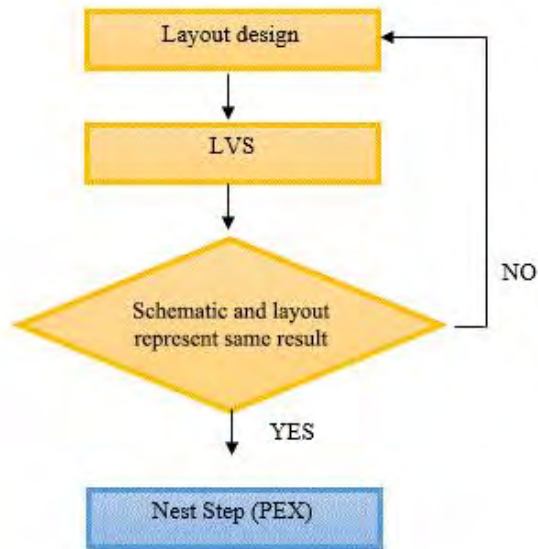 Layout design
LVS
NO
Schematic and layout
represent same result
YES
Nest Step (PEX)